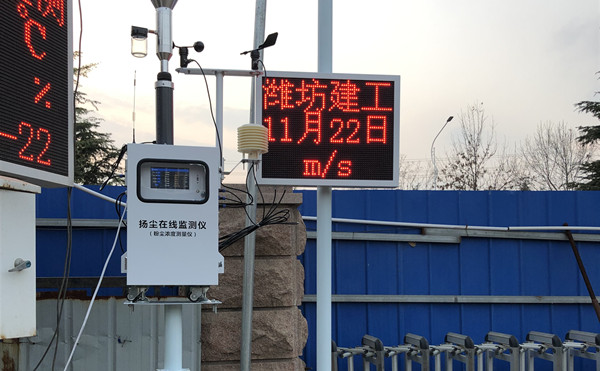 测
℃
%
-22
潍坊建工
11月22日
m/s
扬尘在线监测仪
(粉尘浓度测量仪)